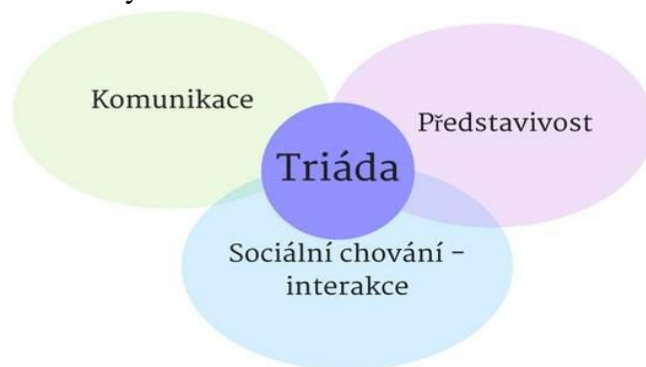 Komunikace
Představivost
Triáda
Sociální chování -
interakce